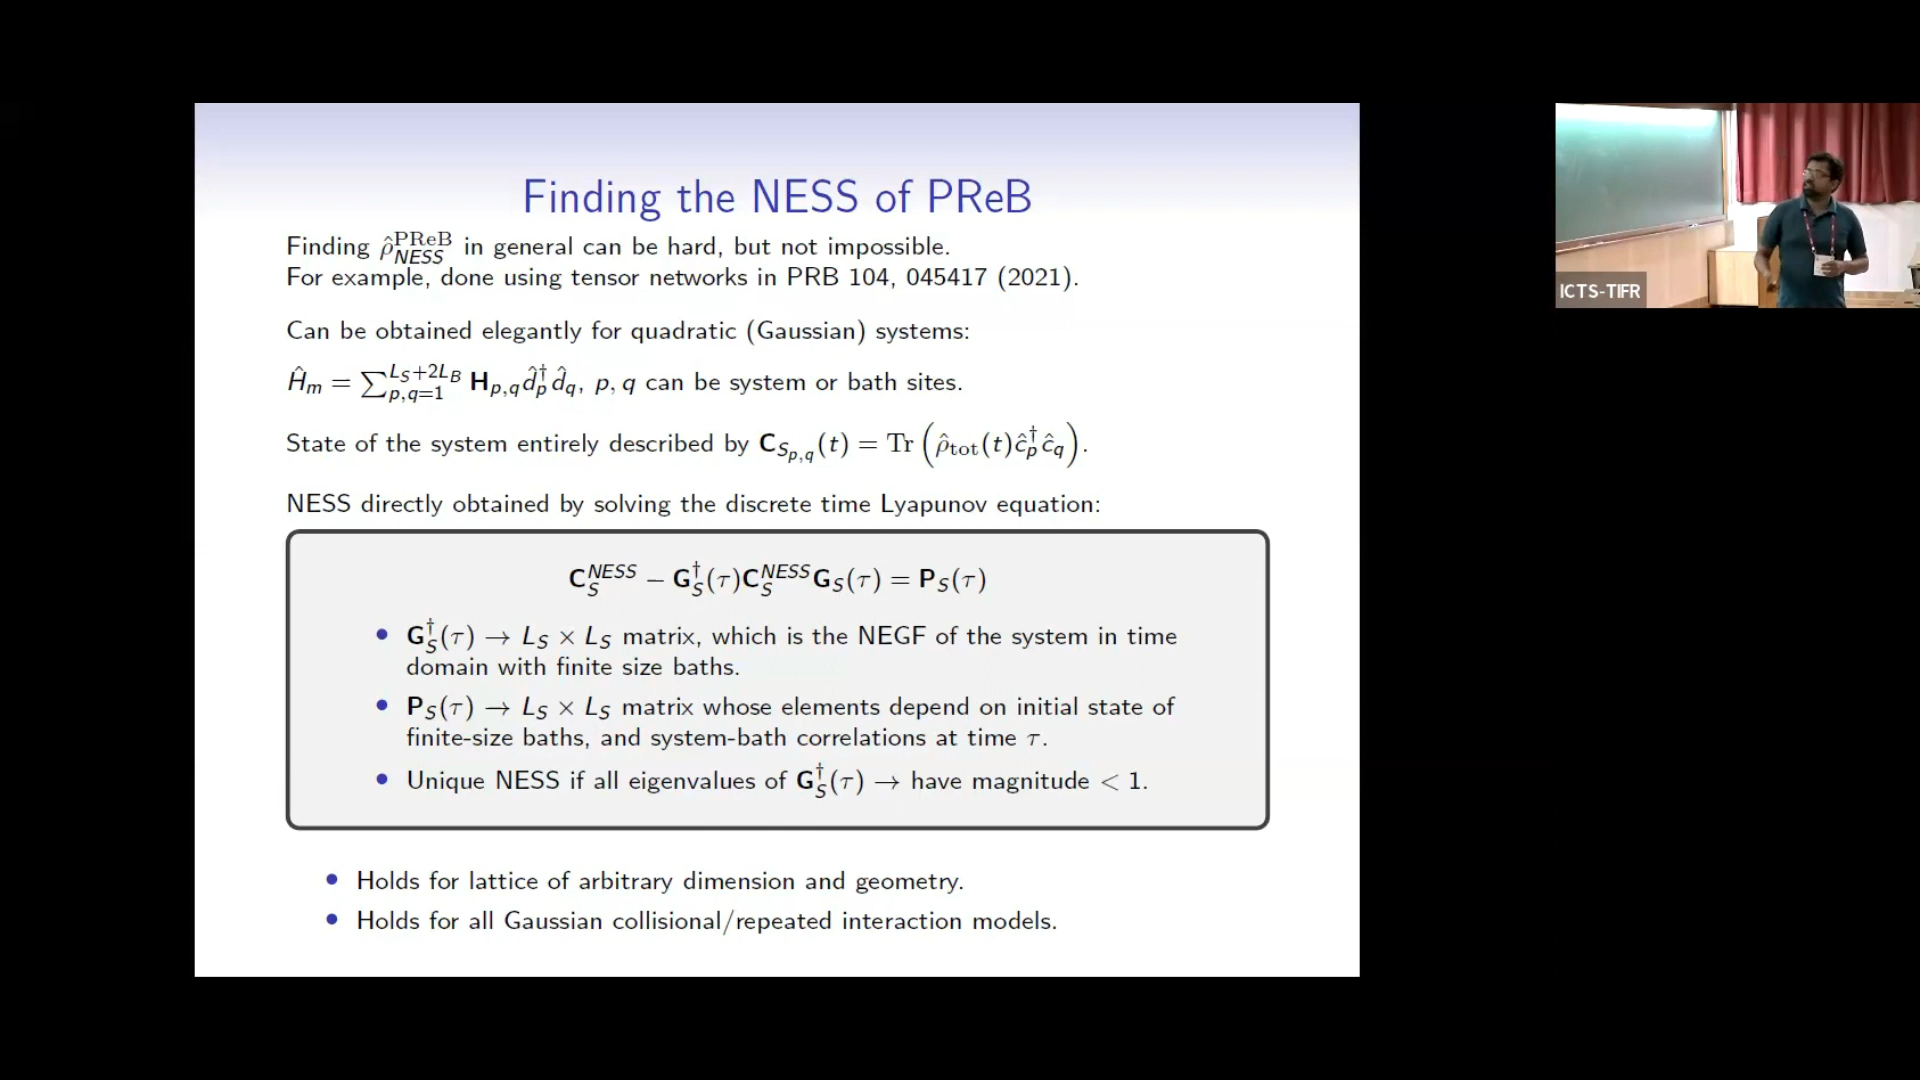 Finding the NESS of PReB
Finding ρ̂_NESS^PReB in general can be hard, but not impossible.
For example, done using tensor networks in PRB 104, 045417 (2021).
Can be obtained elegantly for quadratic (Gaussian) systems:
Ĥ_m = ∑_{p,q=1}^{L_S+2L_B} H_{p,q} d̂_p^† d̂_q, p, q can be system or bath sites.
State of the system entirely described by C_{S_{p,q}}(t) = Tr (ρ̂_tot(t) ĉ_p^† ĉ_q).
NESS directly obtained by solving the discrete time Lyapunov equation:
C_S^NESS − G_S^†(τ)C_S^NESS G_S(τ) = P_S(τ)
• G_S^†(τ) → L_S × L_S matrix, which is the NEGF of the system in time
domain with finite size baths.
• P_S(τ) → L_S × L_S matrix whose elements depend on initial state of
finite-size baths, and system-bath correlations at time τ.
• Unique NESS if all eigenvalues of G_S^†(τ) → have magnitude < 1.
• Holds for lattice of arbitrary dimension and geometry.
• Holds for all Gaussian collisional/repeated interaction models.
ICTS-TIFR